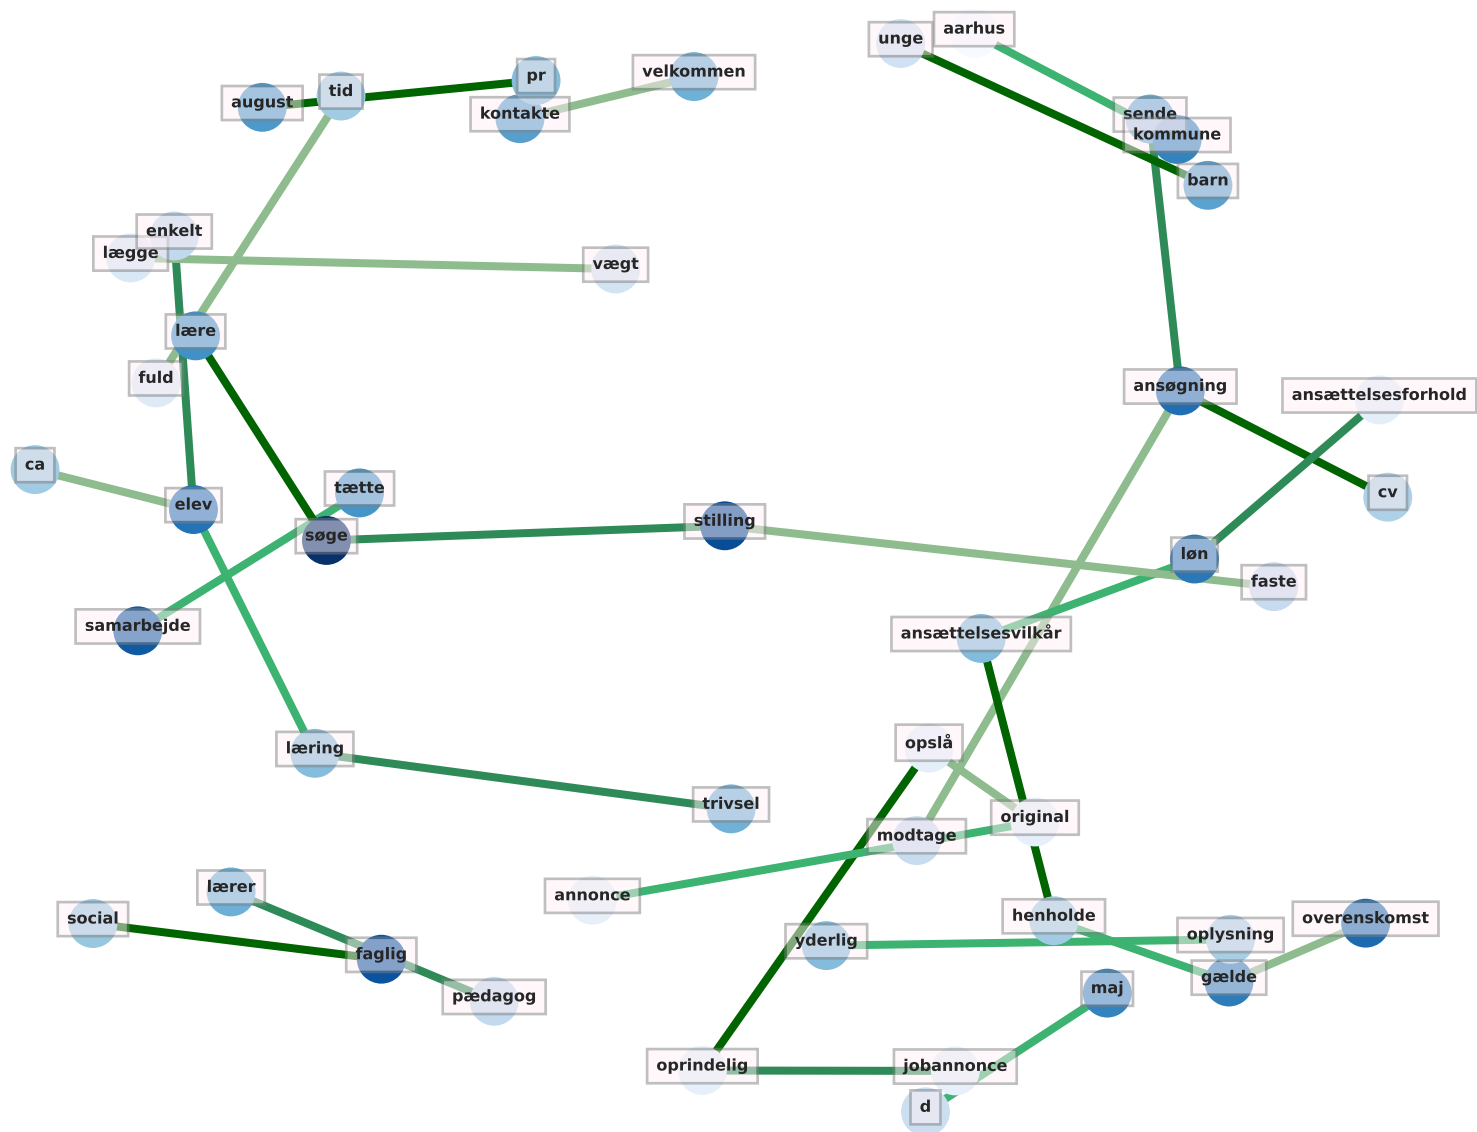 aarhus
unge
pr
velkommen
tid
august
kontakte
sende
kommune
barn
enkelt
lægge
vægt
lære
fuld
ansøgning
ansættelsesforhold
ca
tætte
cv
elev
stilling
søge
løn
faste
samarbejde
ansættelsesvilkår
opslå
læring
trivsel
original
modtage
lærer
annonce
henholde
social
overenskomst
oplysning
yderlig
faglig
gælde
maj
pædagog
oprindelig
jobannonce
d